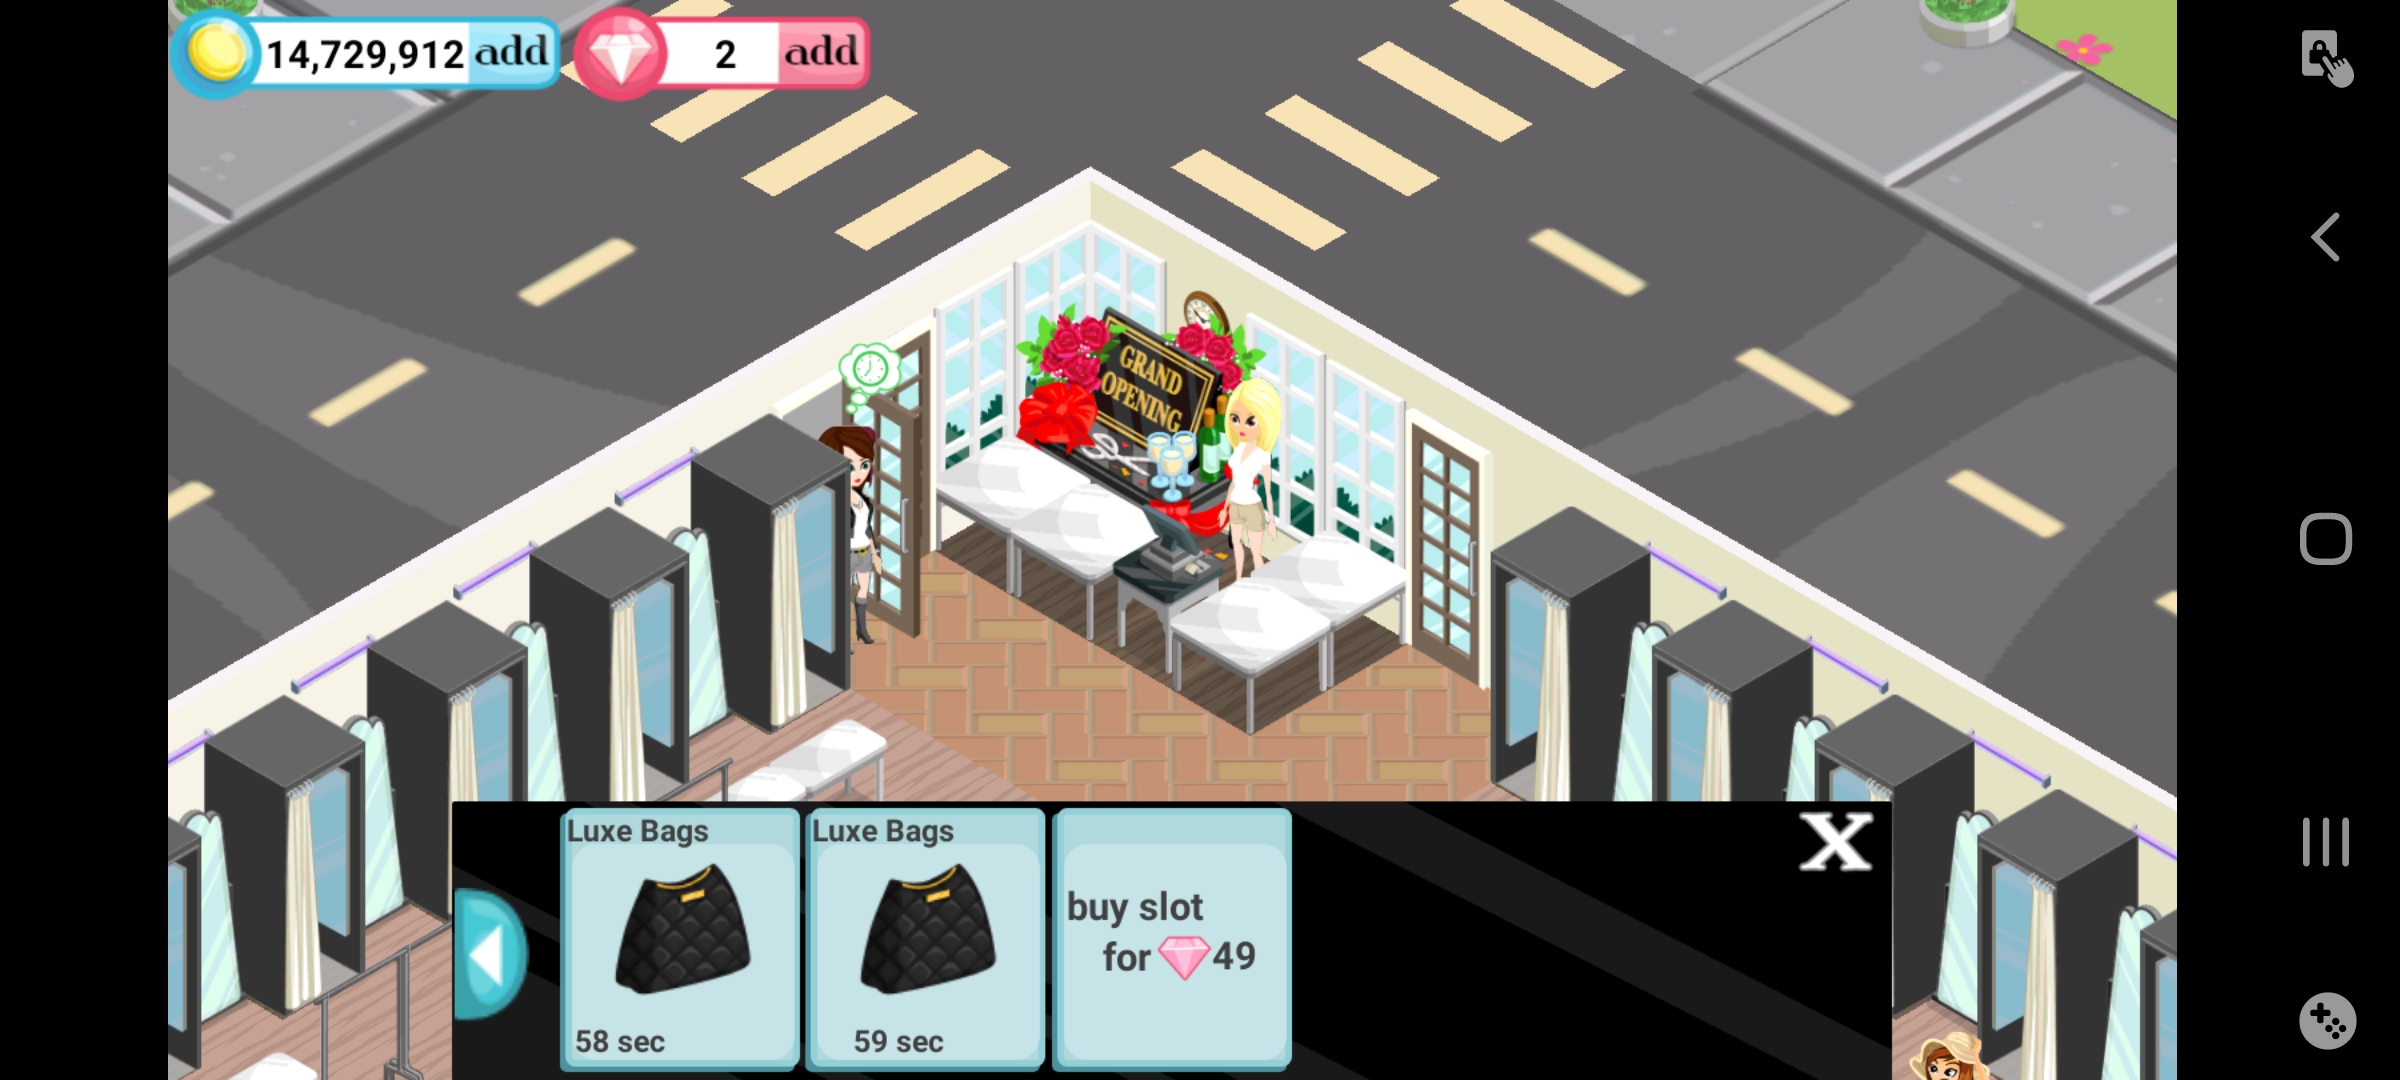 14,729,912 add
2 add
GRAND
OPENING
Luxe Bags
58 sec
Luxe Bags
59 sec
buy slot
for 49
X